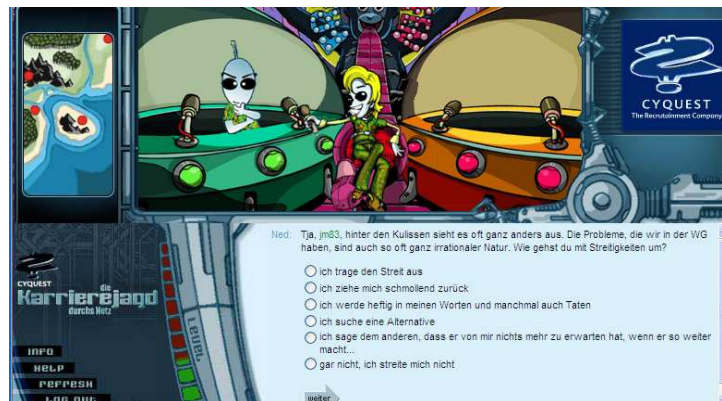 CYQUEST
The Recrutainment Company
Ned: Tja, jm83, hinter den Kulissen sieht es oft ganz anders aus. Die Probleme, die wir in der WG
haben, sind auch so oft ganz irrationaler Natur. Wie gehst du mit Streitigkeiten um?
ich trage den Streit aus
ich ziehe mich schmollend zurück
ich werde heftig in meinen Worten und manchmal auch Taten
ich suche eine Alternative
ich sage dem anderen, dass er von mir nichts mehr zu erwarten hat, wenn er so weiter
macht...
gar nicht, ich streite mich nicht
weiter
CYQUEST
die
Karrierejagd
durchs Netz
LEVEL
INFO
HELP
REFRESH
LOG OUT